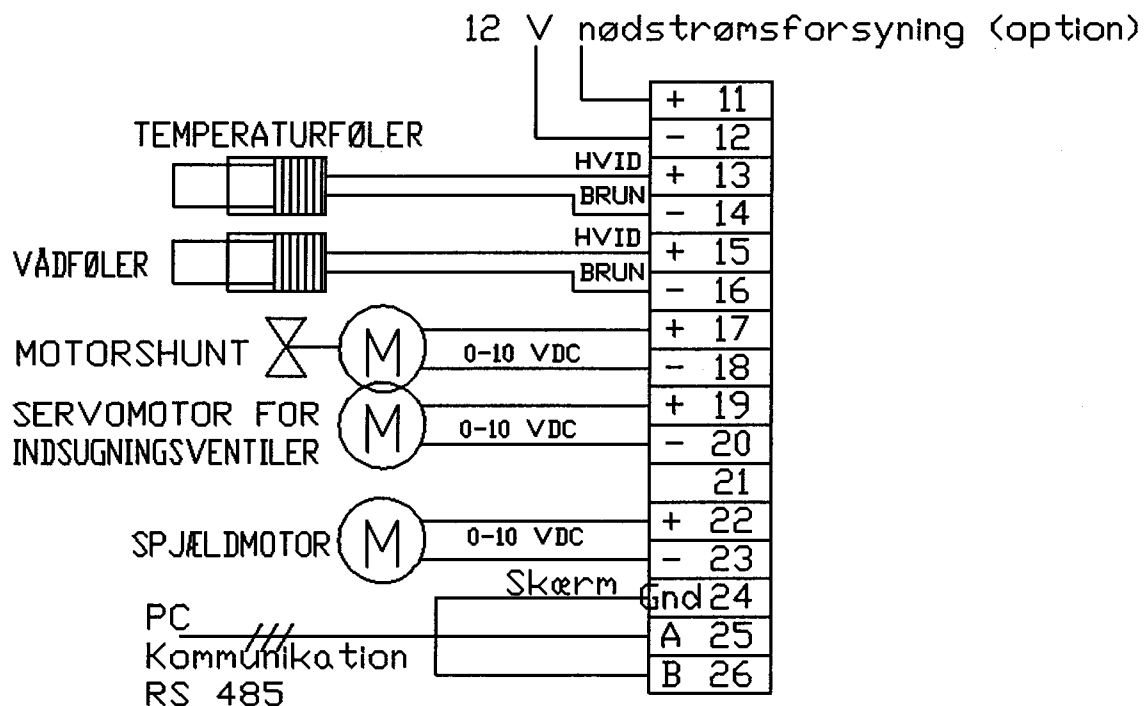 12 V nødstrømsforsyning (option)
+ 11
- 12
TEMPERATURFØLER
HVID
+ 13
BRUN
- 14
VÅDFØLER
HVID
+ 15
BRUN
- 16
MOTORSHUNT
M
0-10 VDC
+ 17
- 18
SERVOMOTOR FOR
INDSUGNINGSVENTILER
M
0-10 VDC
+ 19
- 20
21
SPJÆLDMOTOR
M
0-10 VDC
+ 22
- 23
Skærm
Gnd 24
PC
Kommunikation
RS 485
A 25
B 26